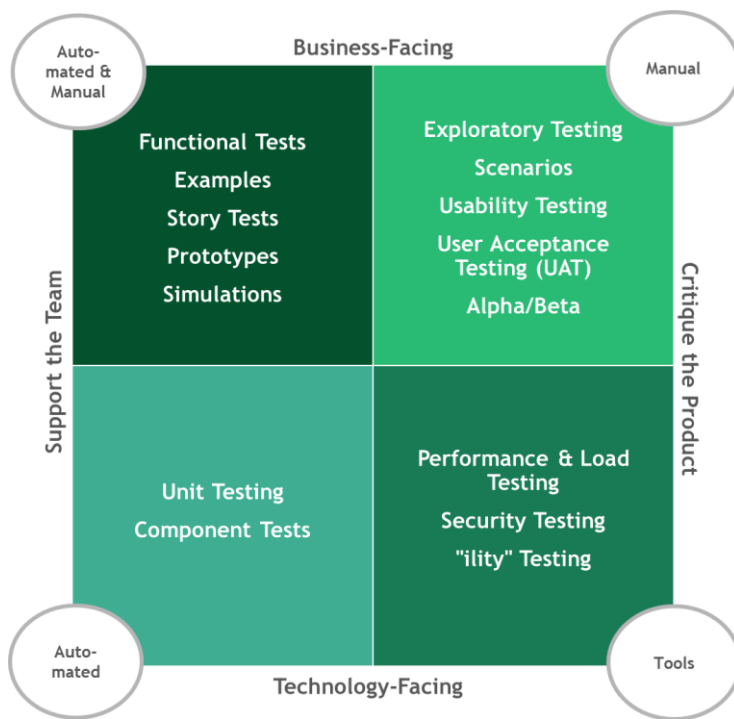 Auto-
mated &
Manual
Business-Facing
Manual
Functional Tests
Examples
Story Tests
Prototypes
Simulations
Exploratory Testing
Scenarios
Usability Testing
User Acceptance
Testing (UAT)
Alpha/Beta
Support the Team
Critique the Product
Unit Testing
Component Tests
Performance & Load
Testing
Security Testing
"ility" Testing
Auto-
mated
Technology-Facing
Tools